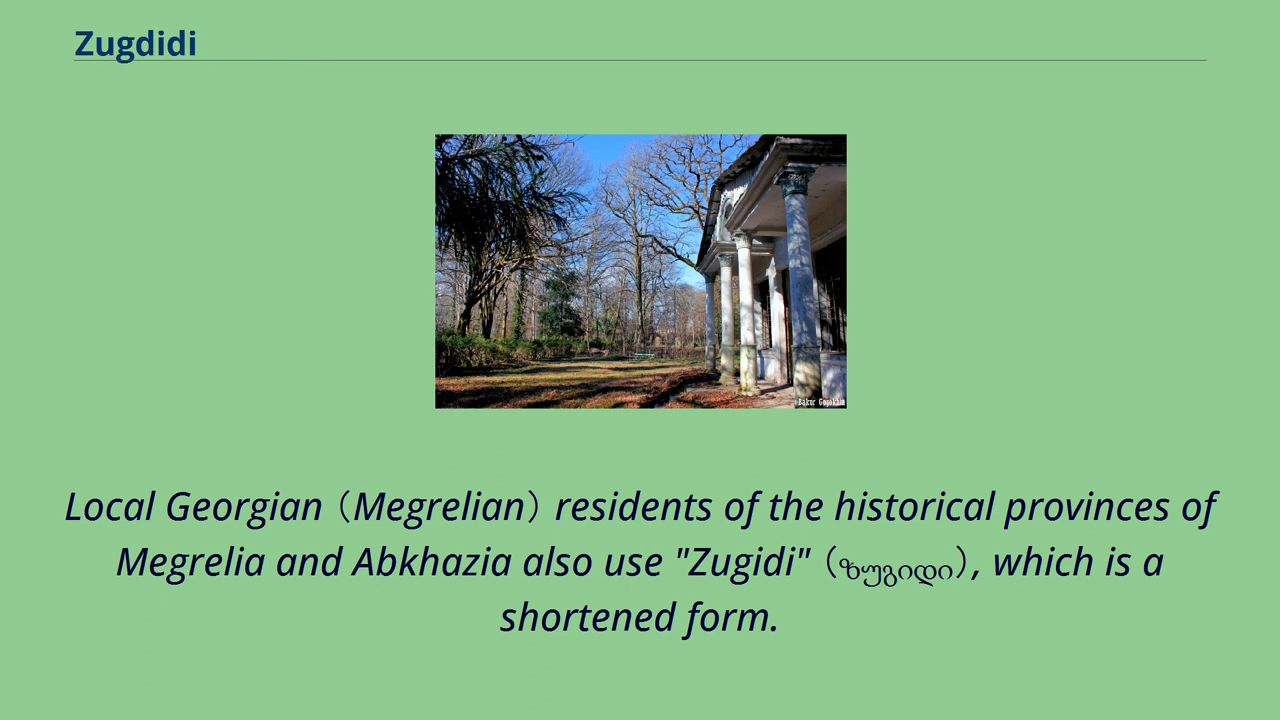 Zugdidi
Local Georgian (Megrelian) residents of the historical provinces of
Megrelia and Abkhazia also use "Zugidi" (ზუგიდი), which is a
shortened form.